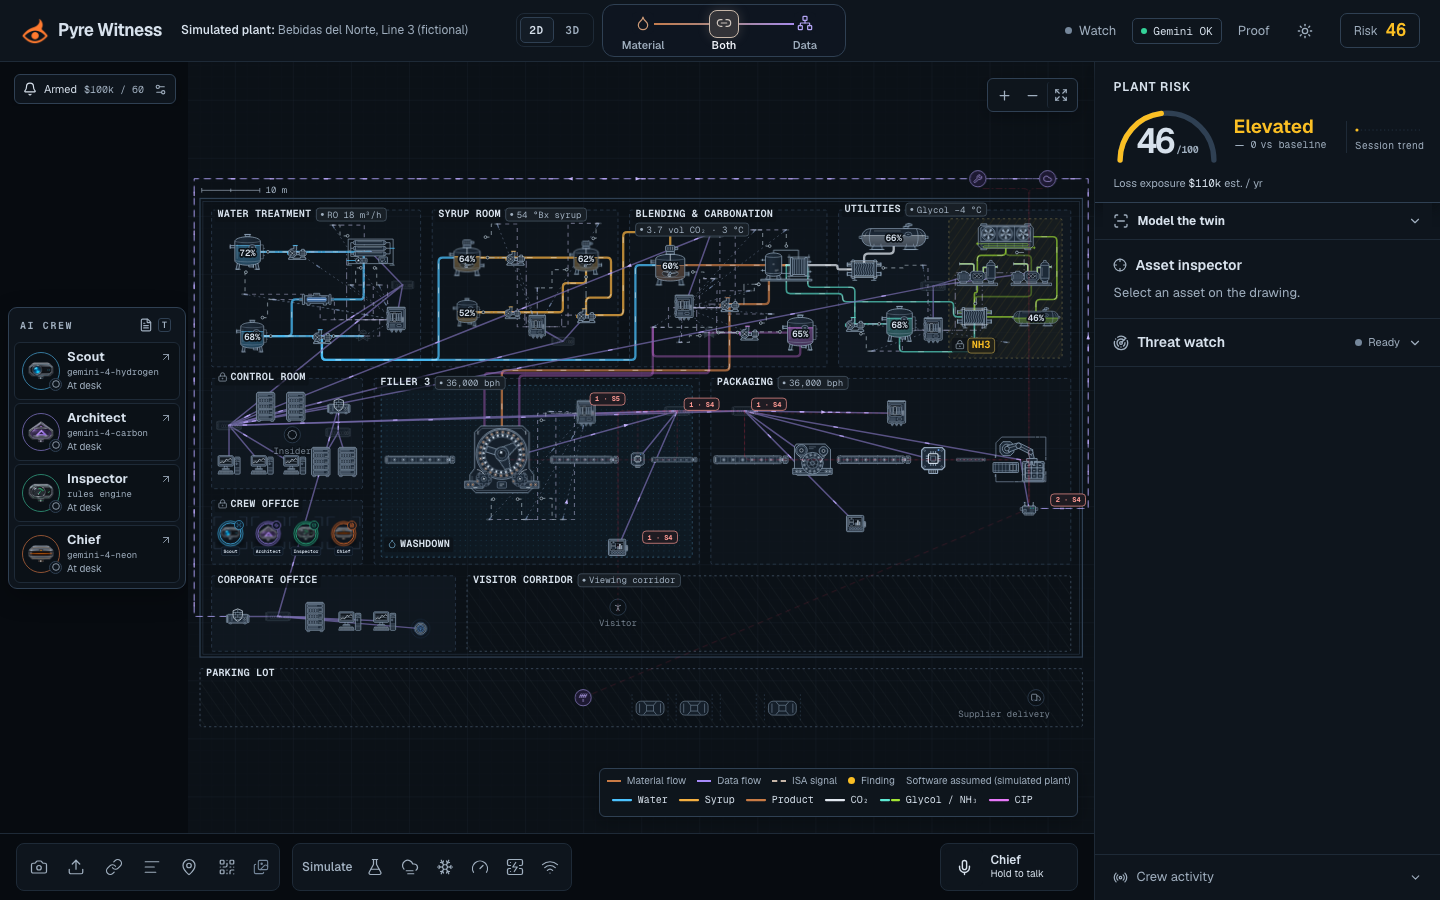 Pyre Witness
Simulated plant: Bebidas del Norte, Line 3 (fictional)
2D 3D
Material Both Data
Watch
Gemini OK
Proof
Risk 46
Armed $100k / 60
AI CREW T
Scout
gemini-4-hydrogen
At desk
Architect
gemini-4-carbon
At desk
Inspector
rules engine
At desk
Chief
gemini-4-neon
At desk
10 m
WATER TREATMENT • RO 18 m³/h
SYRUP ROOM • 54 °Bx syrup
BLENDING & CARBONATION
• 3.7 vol CO₂ · 3 °C
UTILITIES • Glycol -4 °C
72%
64%
62%
60%
66%
52%
68%
65%
68%
46%
NH3
CONTROL ROOM
Insider
FILLER 3 • 36,000 bph
PACKAGING • 36,000 bph
1 · S5
1 · S4
1 · S4
2 · S4
1 · S4
CREW OFFICE
Scout Architect Inspector Chief
WASHDOWN
CORPORATE OFFICE
VISITOR CORRIDOR • Viewing corridor
Visitor
PARKING LOT
Supplier delivery
Material flow Data flow ISA signal Finding Software assumed (simulated plant)
Water Syrup Product CO₂ Glycol / NH₃ CIP
Simulate
Chief
Hold to talk
PLANT RISK
46 /100
Elevated
— 0 vs baseline
Session trend
Loss exposure $110k est. / yr
Model the twin
Asset inspector
Select an asset on the drawing.
Threat watch
Ready
Crew activity